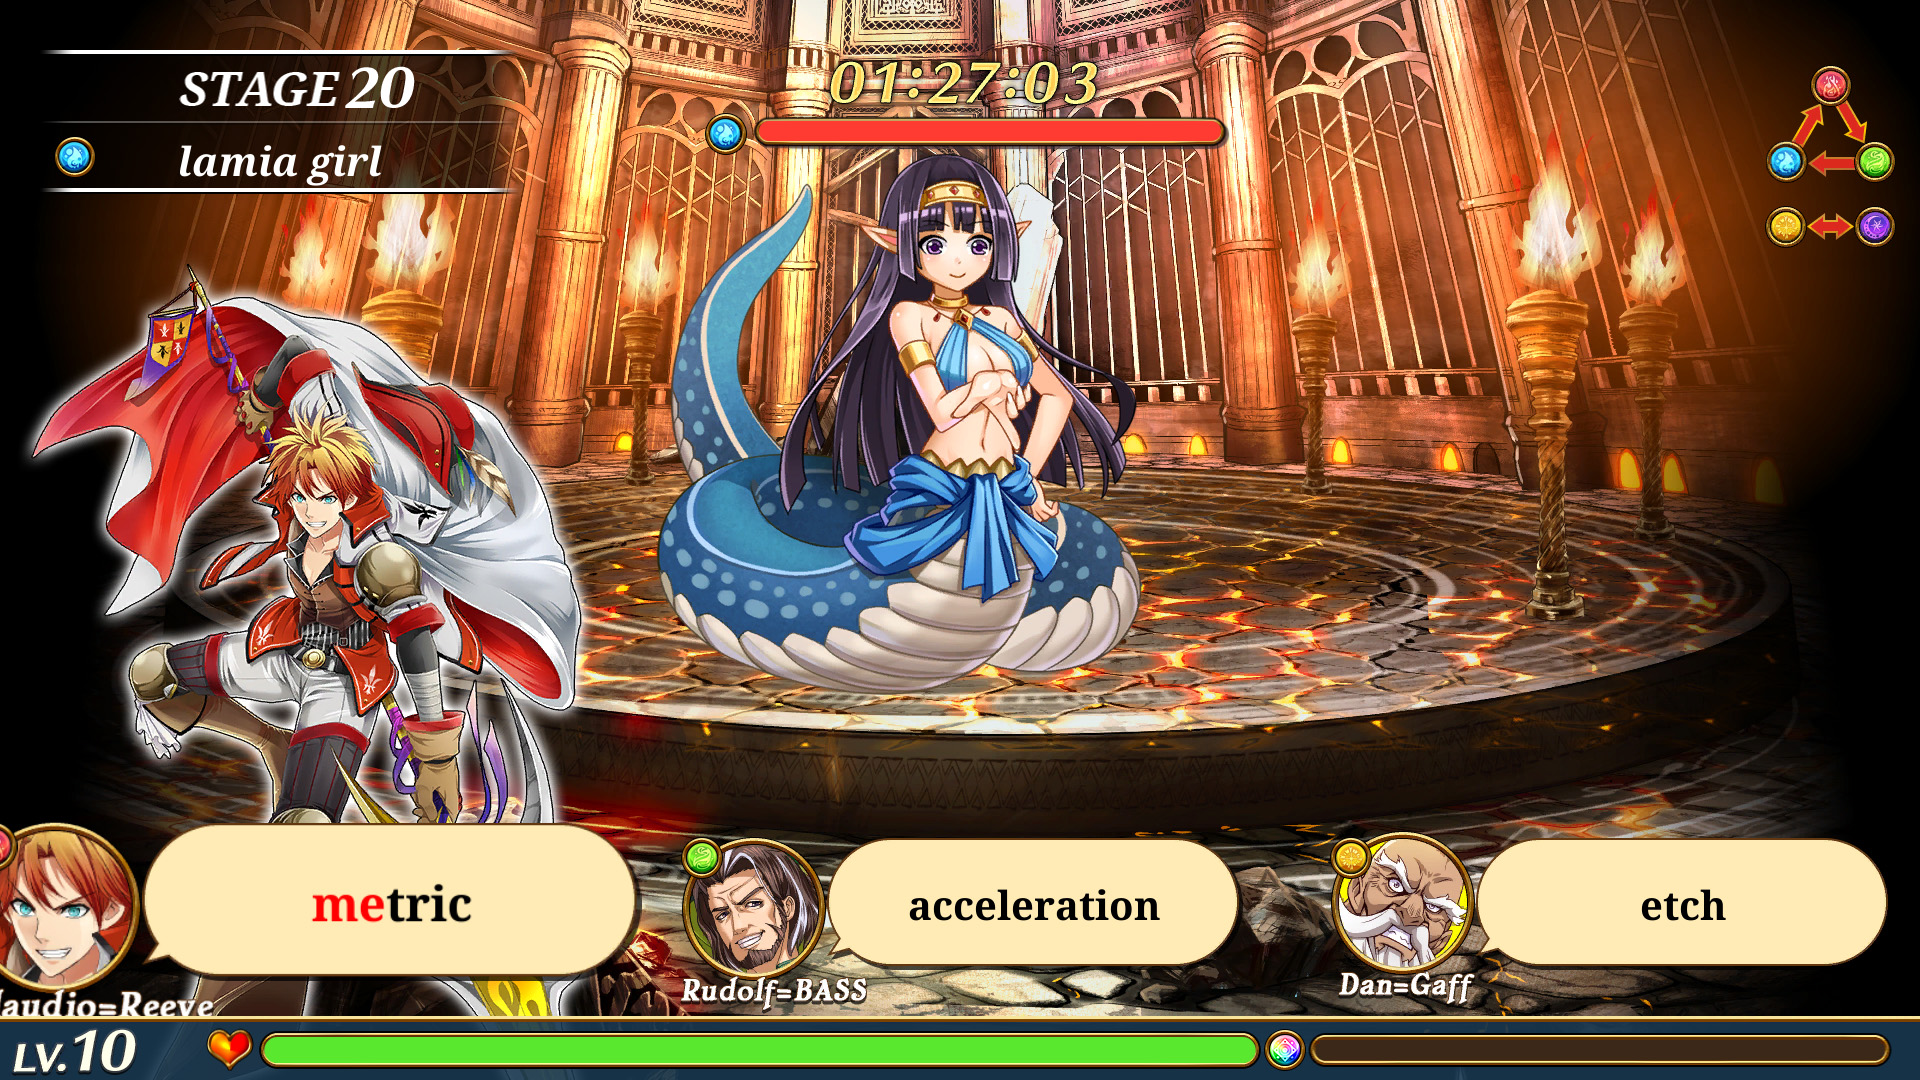 STAGE 20
lamia girl
01:27:03
metric
acceleration
etch
laudio=Reeve
Rudolf=BASS
Dan=Gaff
LV.10